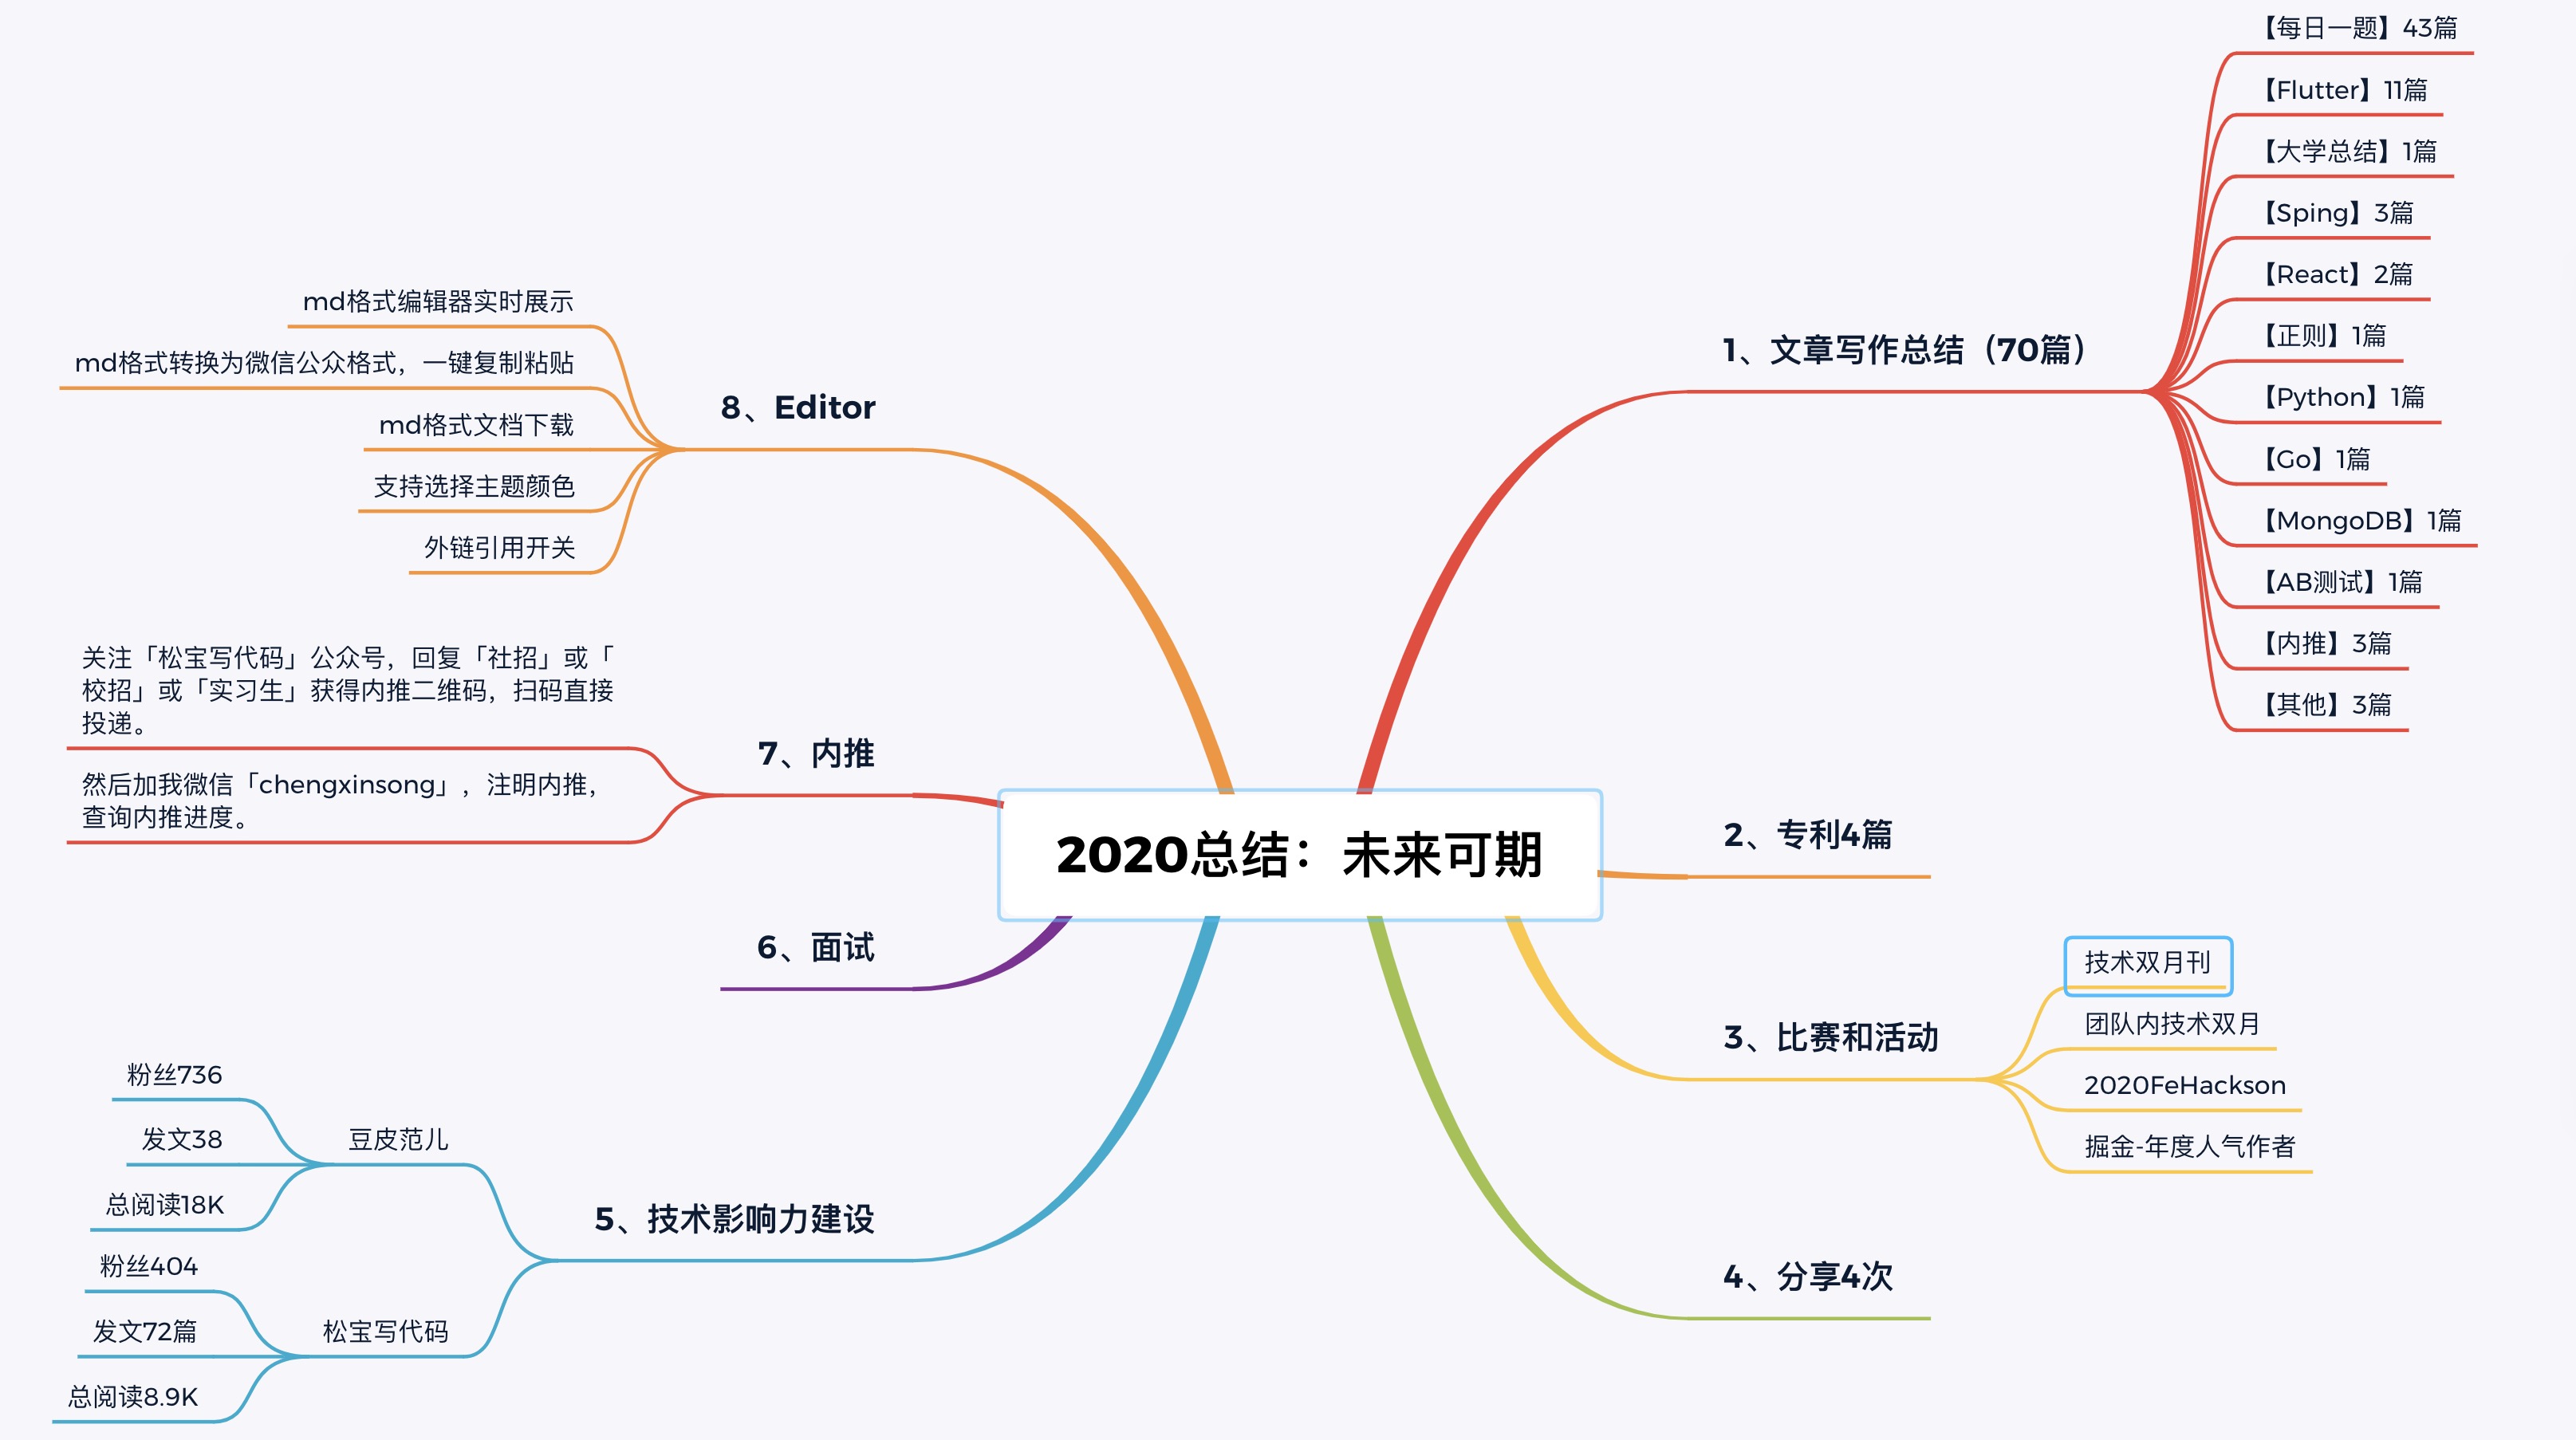 2020总结：未来可期
1、文章写作总结（70篇）
【每日一题】43篇
【Flutter】11篇
【大学总结】1篇
【Sping】3篇
【React】2篇
【正则】1篇
【Python】1篇
【Go】1篇
【MongoDB】1篇
【AB测试】1篇
【内推】3篇
【其他】3篇
2、专利4篇
3、比赛和活动
技术双月刊
团队内技术双月
2020FeHackson
掘金-年度人气作者
4、分享4次
5、技术影响力建设
豆皮范儿
粉丝736
发文38
总阅读18K
松宝写代码
粉丝404
发文72篇
总阅读8.9K
6、面试
7、内推
关注「松宝写代码」公众号，回复「社招」或「
校招」或「实习生」获得内推二维码，扫码直接
投递。
然后加我微信「chengxinsong」，注明内推，
查询内推进度。
8、Editor
md格式编辑器实时展示
md格式转换为微信公众格式，一键复制粘贴
md格式文档下载
支持选择主题颜色
外链引用开关